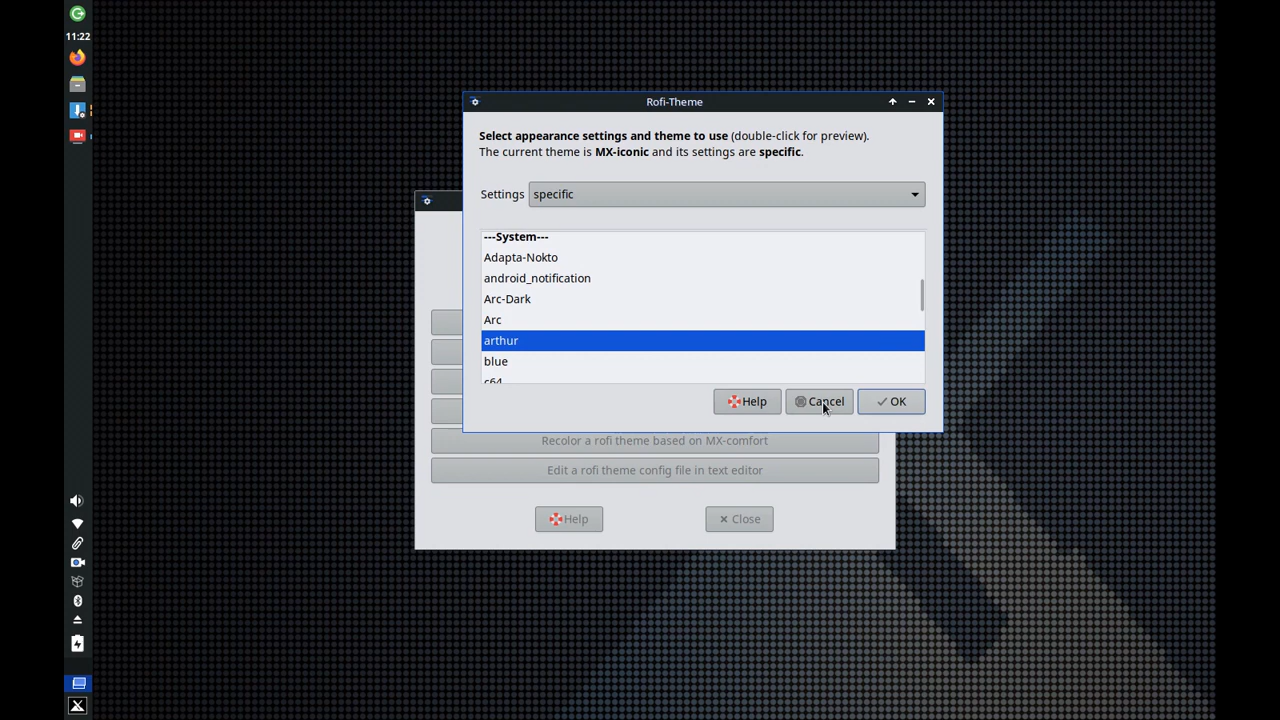 11:22
Rofi-Theme
Select appearance settings and theme to use (double-click for preview).
The current theme is MX-iconic and its settings are specific.
Settings specific
---System---
Adapta-Nokto
android_notification
Arc-Dark
Arc
arthur
blue
c64
Help Cancel OK
Recolor a rofi theme based on MX-comfort
Edit a rofi theme config file in text editor
Help Close